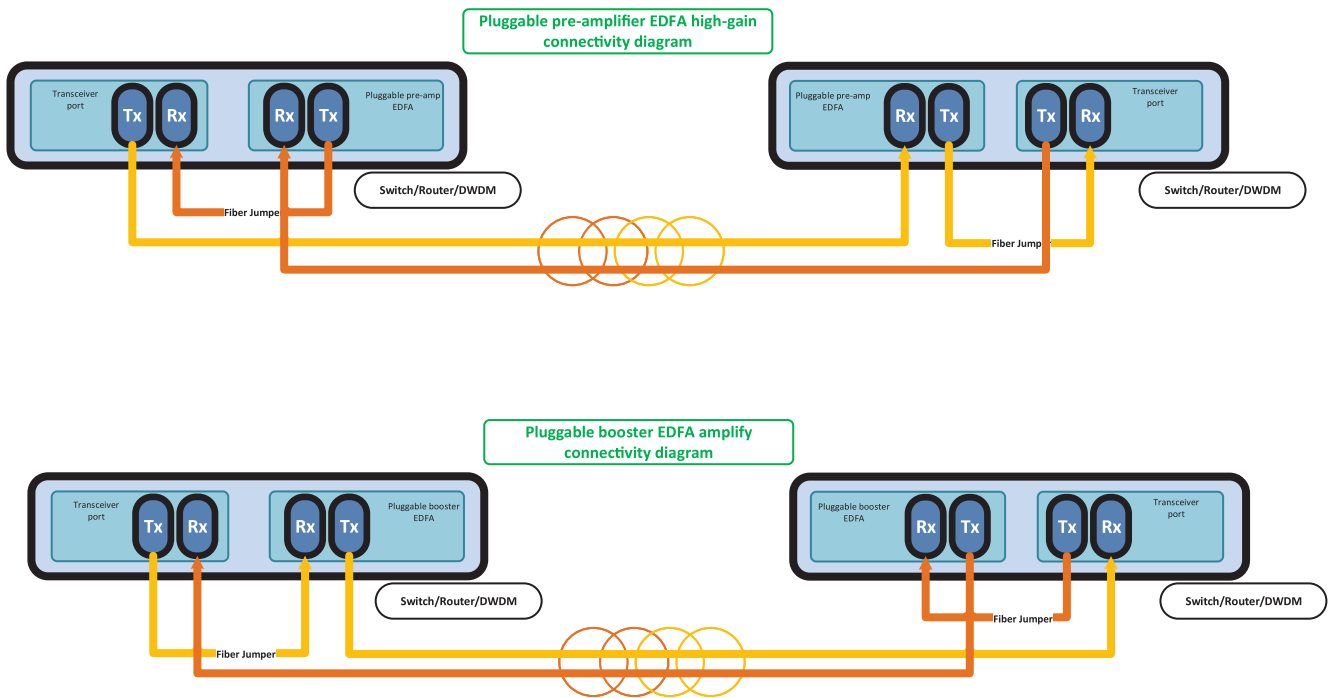 Pluggable pre-amplifier EDFA high-gain
connectivity diagram
Transceiver
port
Tx
Rx
Rx
Tx
Pluggable pre-amp
EDFA
Pluggable pre-amp
EDFA
Rx
Tx
Tx
Rx
Transceiver
port
Switch/Router/DWDM
Switch/Router/DWDM
Fiber Jumpe
Fiber Jump
Pluggable booster EDFA amplify
connectivity diagram
Transceiver
port
Tx
Rx
Rx
Tx
Pluggable booster
EDFA
Pluggable booster
EDFA
Rx
Tx
Tx
Rx
Transceiver
port
Switch/Router/DWDM
Switch/Router/DWDM
Fiber Jumper
Fiber Jumper